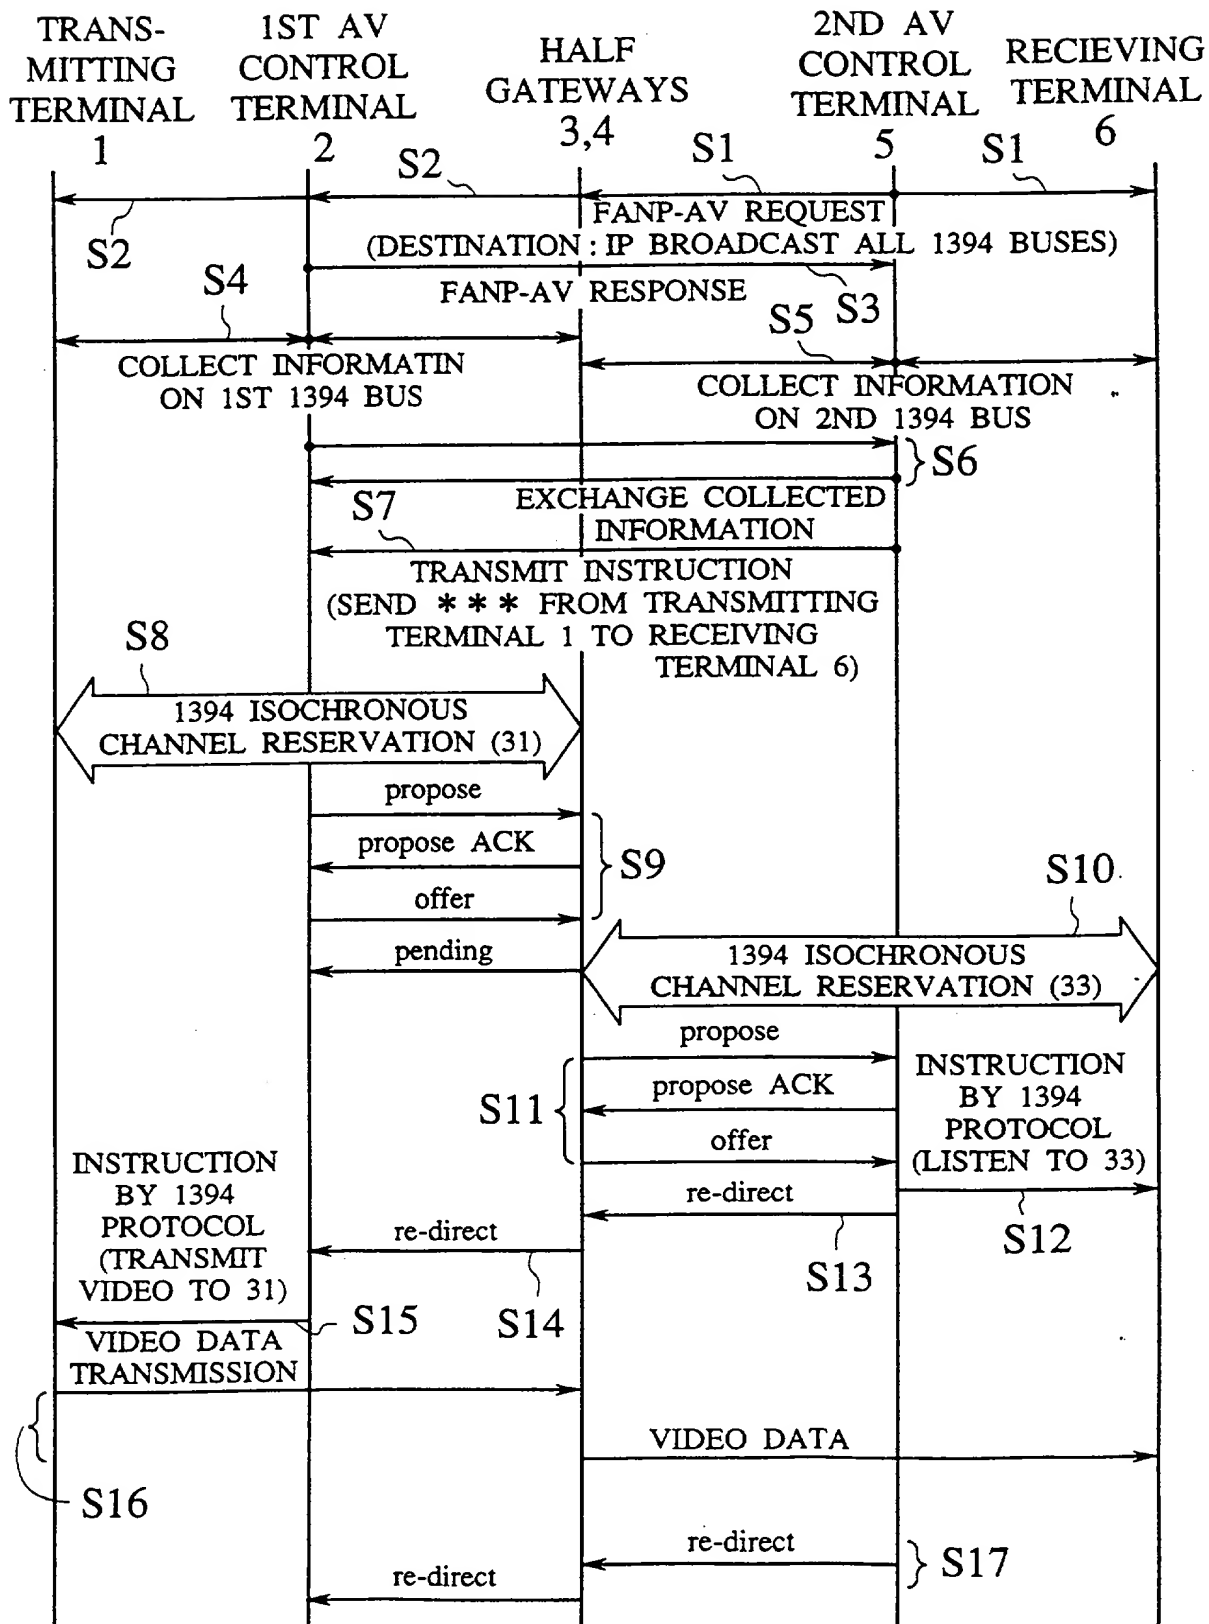 TRANS-
MITTING
TERMINAL
1
1ST AV
CONTROL
TERMINAL
2
HALF
GATEWAYS
3,4
2ND AV
CONTROL
TERMINAL
5
RECIEVING
TERMINAL
6
S2
S1
S1
S2
FANP-AV REQUEST
(DESTINATION : IP BROADCAST ALL 1394 BUSES)
S4
FANP-AV RESPONSE
S3
S5
COLLECT INFORMATIN
ON 1ST 1394 BUS
COLLECT INFORMATION
ON 2ND 1394 BUS
S6
S7
EXCHANGE COLLECTED
INFORMATION
TRANSMIT INSTRUCTION
(SEND * * * FROM TRANSMITTING
TERMINAL 1 TO RECEIVING
TERMINAL 6)
S8
1394 ISOCHRONOUS
CHANNEL RESERVATION (31)
propose
propose ACK
S9
offer
S10
pending
1394 ISOCHRONOUS
CHANNEL RESERVATION (33)
propose
propose ACK
S11
offer
INSTRUCTION
BY 1394
PROTOCOL
(LISTEN TO 33)
S12
re-direct
S13
re-direct
S14
INSTRUCTION
BY 1394
PROTOCOL
(TRANSMIT
VIDEO TO 31)
S15
VIDEO DATA
TRANSMISSION
VIDEO DATA
S16
re-direct
S17
re-direct